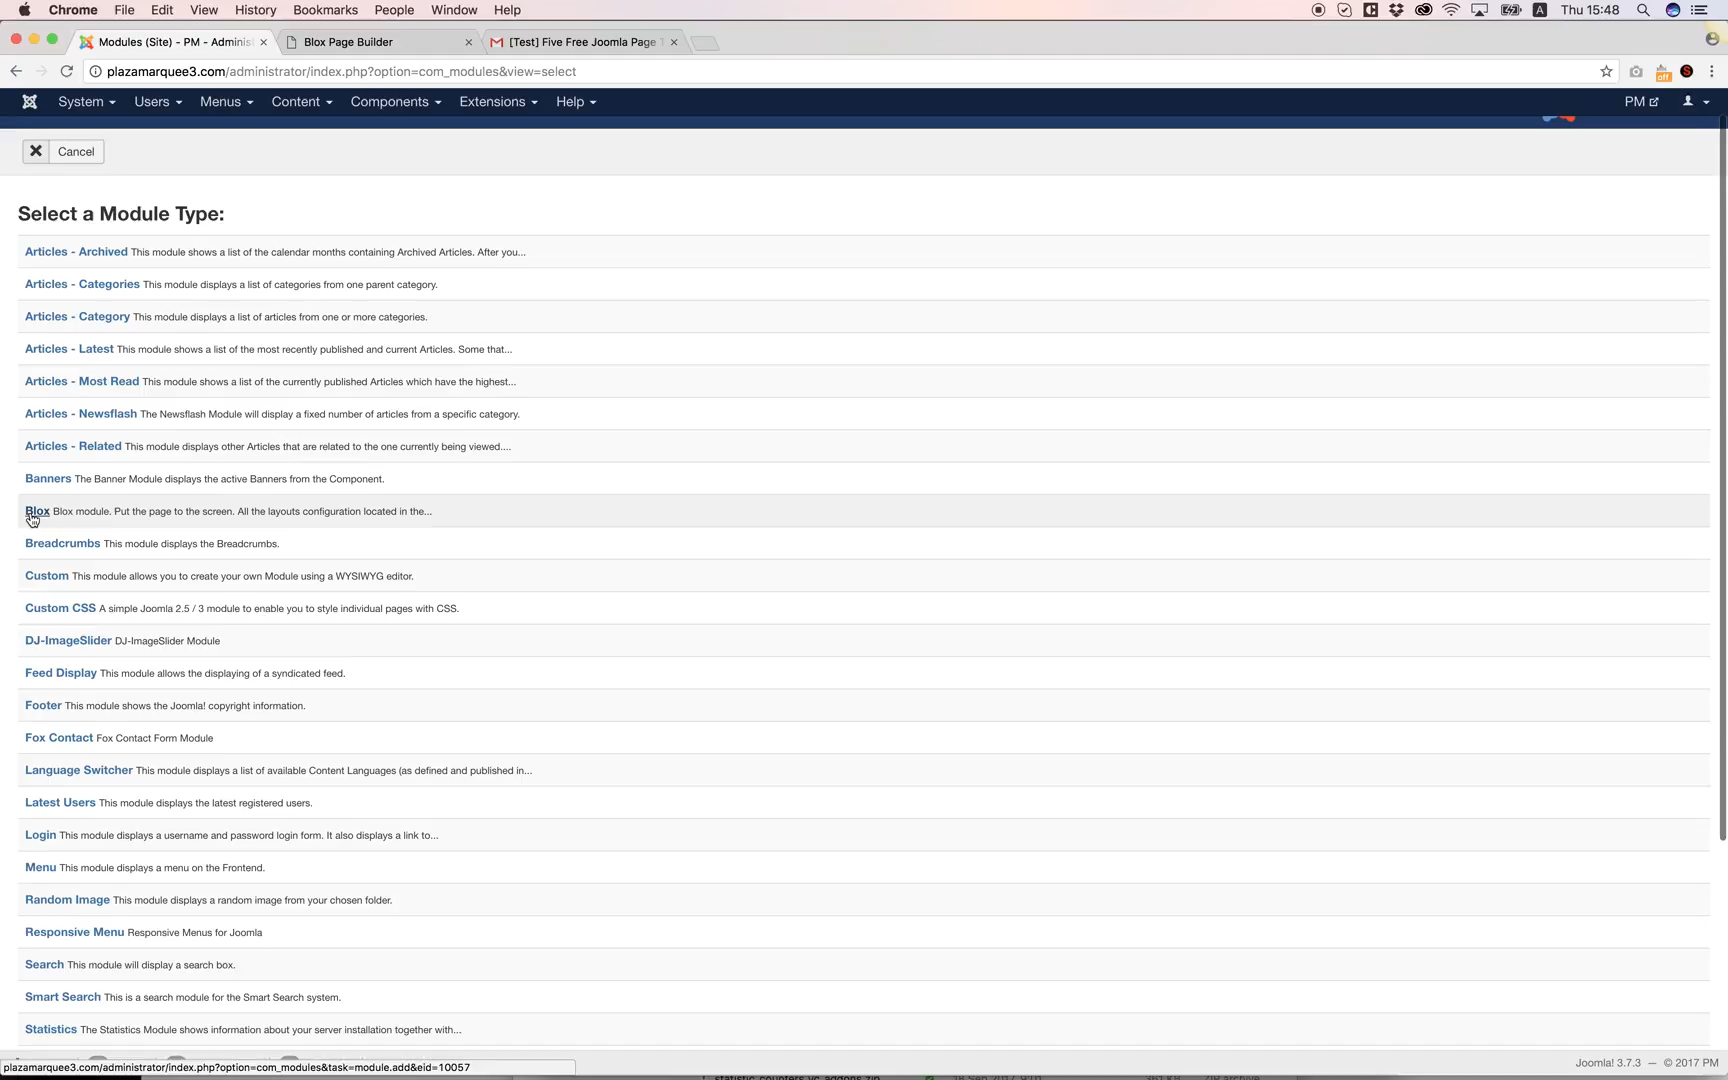 Chrome File Edit View History Bookmarks People Window Help Thu 15:48
Modules (Site) - PM - Adminis Blox Page Builder [Test] Five Free Joomla Page T
plazamarquee3.com/administrator/index.php?option=com_modules&view=select off
System Users Menus Content Components Extensions Help PM
Cancel
Select a Module Type:
Articles - Archived This module shows a list of the calendar months containing Archived Articles. After you...
Articles - Categories This module displays a list of categories from one parent category.
Articles - Category This module displays a list of articles from one or more categories.
Articles - Latest This module shows a list of the most recently published and current Articles. Some that...
Articles - Most Read This module shows a list of the currently published Articles which have the highest...
Articles - Newsflash The Newsflash Module will display a fixed number of articles from a specific category.
Articles - Related This module displays other Articles that are related to the one currently being viewed....
Banners The Banner Module displays the active Banners from the Component.
Blox Blox module. Put the page to the screen. All the layouts configuration located in the...
Breadcrumbs This module displays the Breadcrumbs.
Custom This module allows you to create your own Module using a WYSIWYG editor.
Custom CSS A simple Joomla 2.5 / 3 module to enable you to style individual pages with CSS.
DJ-ImageSlider DJ-ImageSlider Module
Feed Display This module allows the displaying of a syndicated feed.
Footer This module shows the Joomla! copyright information.
Fox Contact Fox Contact Form Module
Language Switcher This module displays a list of available Content Languages (as defined and published in...
Latest Users This module displays the latest registered users.
Login This module displays a username and password login form. It also displays a link to...
Menu This module displays a menu on the Frontend.
Random Image This module displays a random image from your chosen folder.
Responsive Menu Responsive Menus for Joomla
Search This module will display a search box.
Smart Search This is a search module for the Smart Search system.
Statistics The Statistics Module shows information about your server installation together with...
Joomla! 3.7.3 — © 2017 PM
plazamarquee3.com/administrator/index.php?option=com_modules&task=module.add&eid=10057